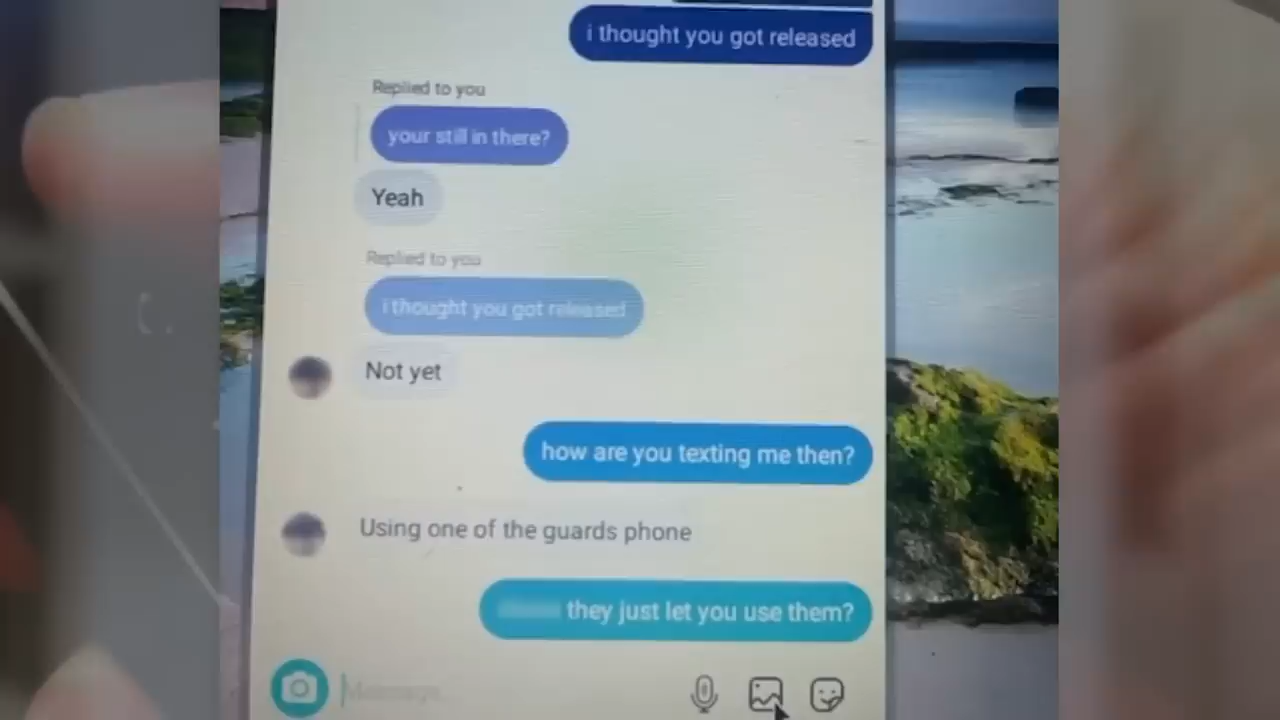 i thought you got released
Replied to you
your still in there?
Yeah
Replied to you
i thought you got released
Not yet
how are you texting me then?
Using one of the guards phone
they just let you use them?
Message...